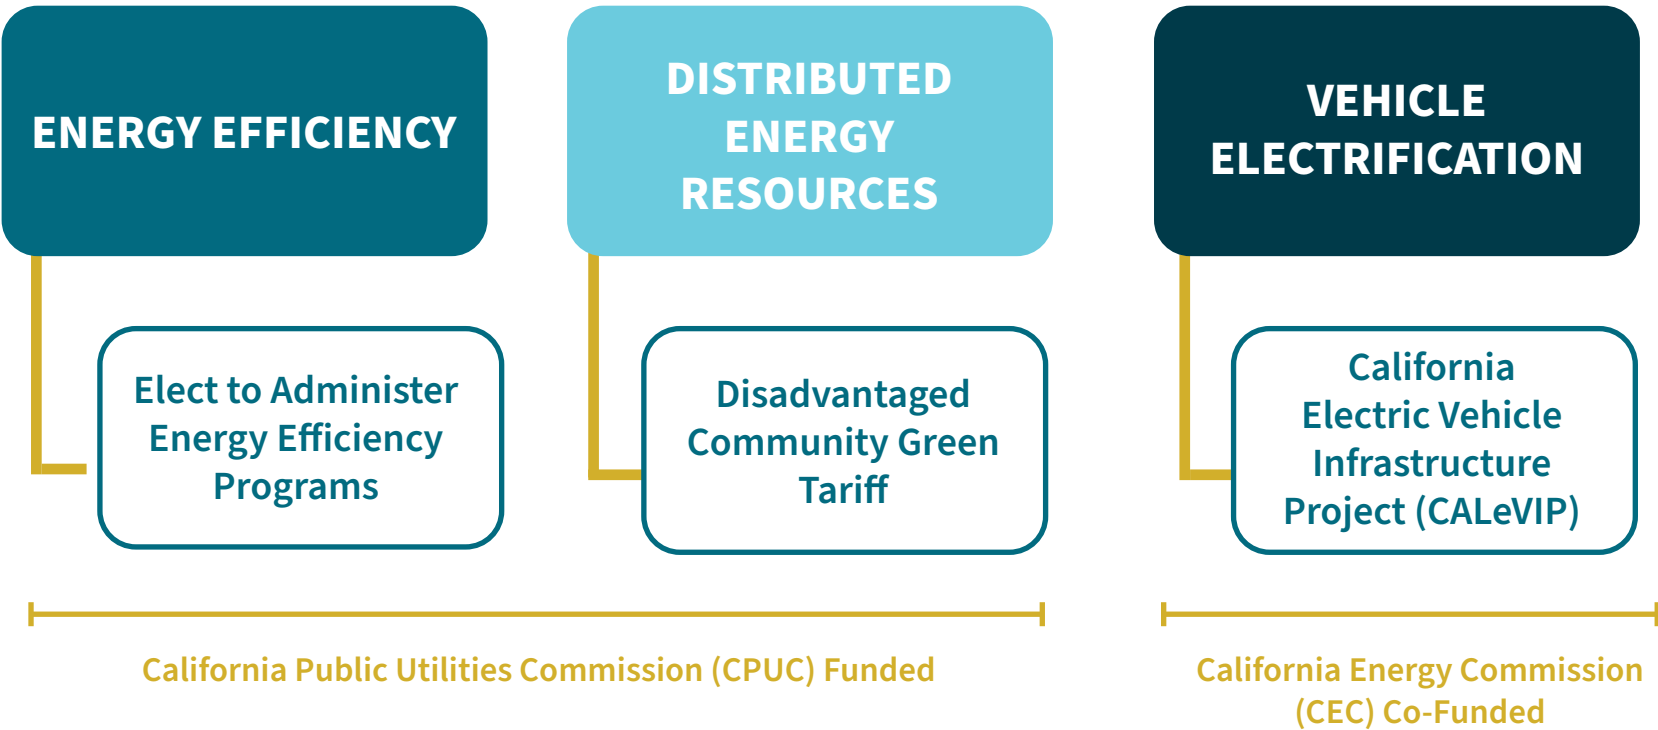 ENERGY EFFICIENCY
DISTRIBUTED
ENERGY
RESOURCES
VEHICLE
ELECTRIFICATION
Elect to Administer
Energy Efficiency
Programs
Disadvantaged
Community Green
Tariff
California
Electric Vehicle
Infrastructure
Project (CALeVIP)
California Public Utilities Commission (CPUC) Funded
California Energy Commission
(CEC) Co-Funded